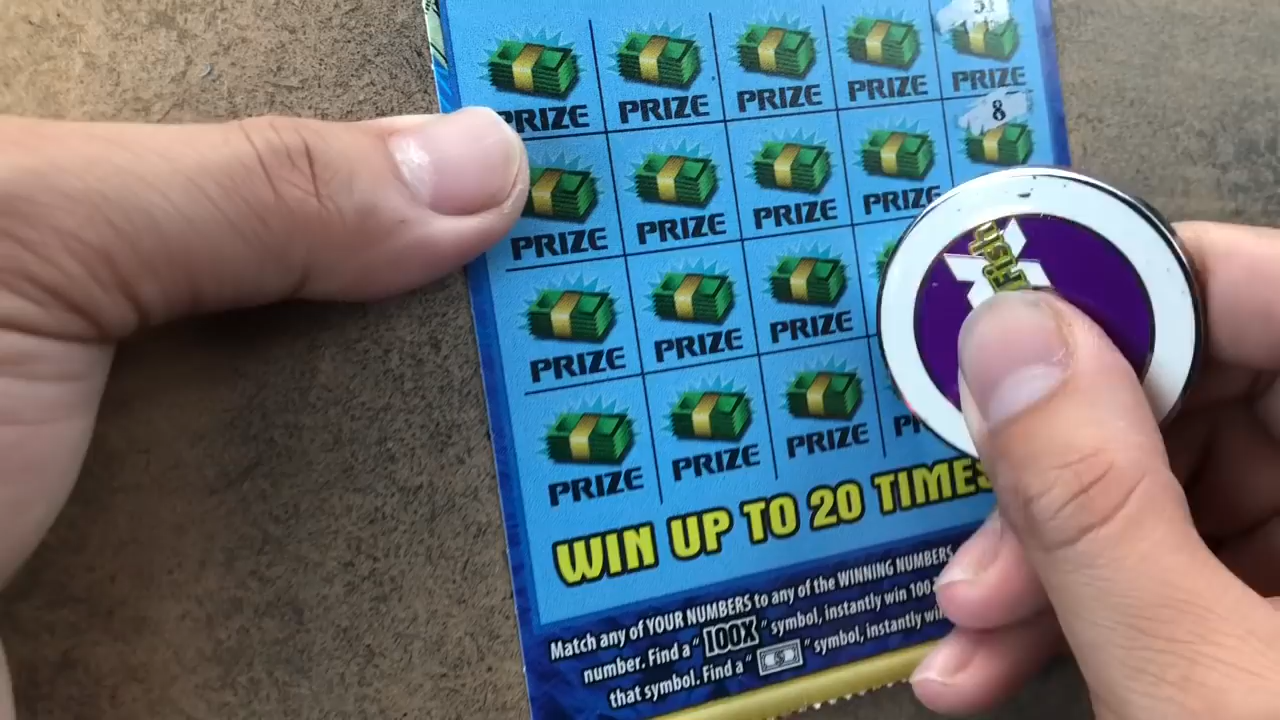 51
PRIZE PRIZE PRIZE PRIZE PRIZE
8
PRIZE PRIZE PRIZE PRIZE
PRIZE PRIZE PRIZE
PRIZE PRIZE PRIZE
WIN UP TO 20 TIMES
Match any of YOUR NUMBERS to any of the WINNING NUMBERS
number. Find a " 100X " symbol, instantly win 100
that symbol. Find a " $ " symbol, instantly win